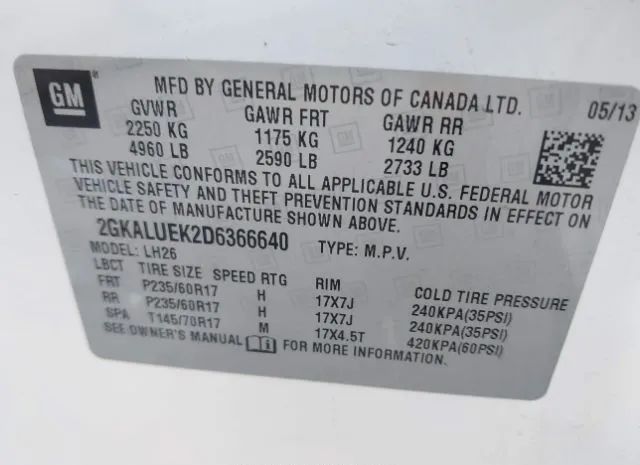 GM
MFD BY GENERAL MOTORS OF CANADA LTD.
05/13
GVWR GAWR FRT GAWR RR
2250 KG 1175 KG 1240 KG
4960 LB 2590 LB 2733 LB
THIS VEHICLE CONFORMS TO ALL APPLICABLE U.S. FEDERAL MOTOR
VEHICLE SAFETY AND THEFT PREVENTION STANDARDS IN EFFECT ON
THE DATE OF MANUFACTURE SHOWN ABOVE.
2GKALUEK2D6366640 TYPE: M.P.V.
MODEL: LH26
LBCT TIRE SIZE SPEED RTG RIM COLD TIRE PRESSURE
FRT P235/60R17 H 17X7J 240KPA(35PSI)
RR P235/60R17 H 17X7J 240KPA(35PSI)
SPA T145/70R17 M 17X4.5T 420KPA(60PSI)
SEE OWNER'S MANUAL FOR MORE INFORMATION.